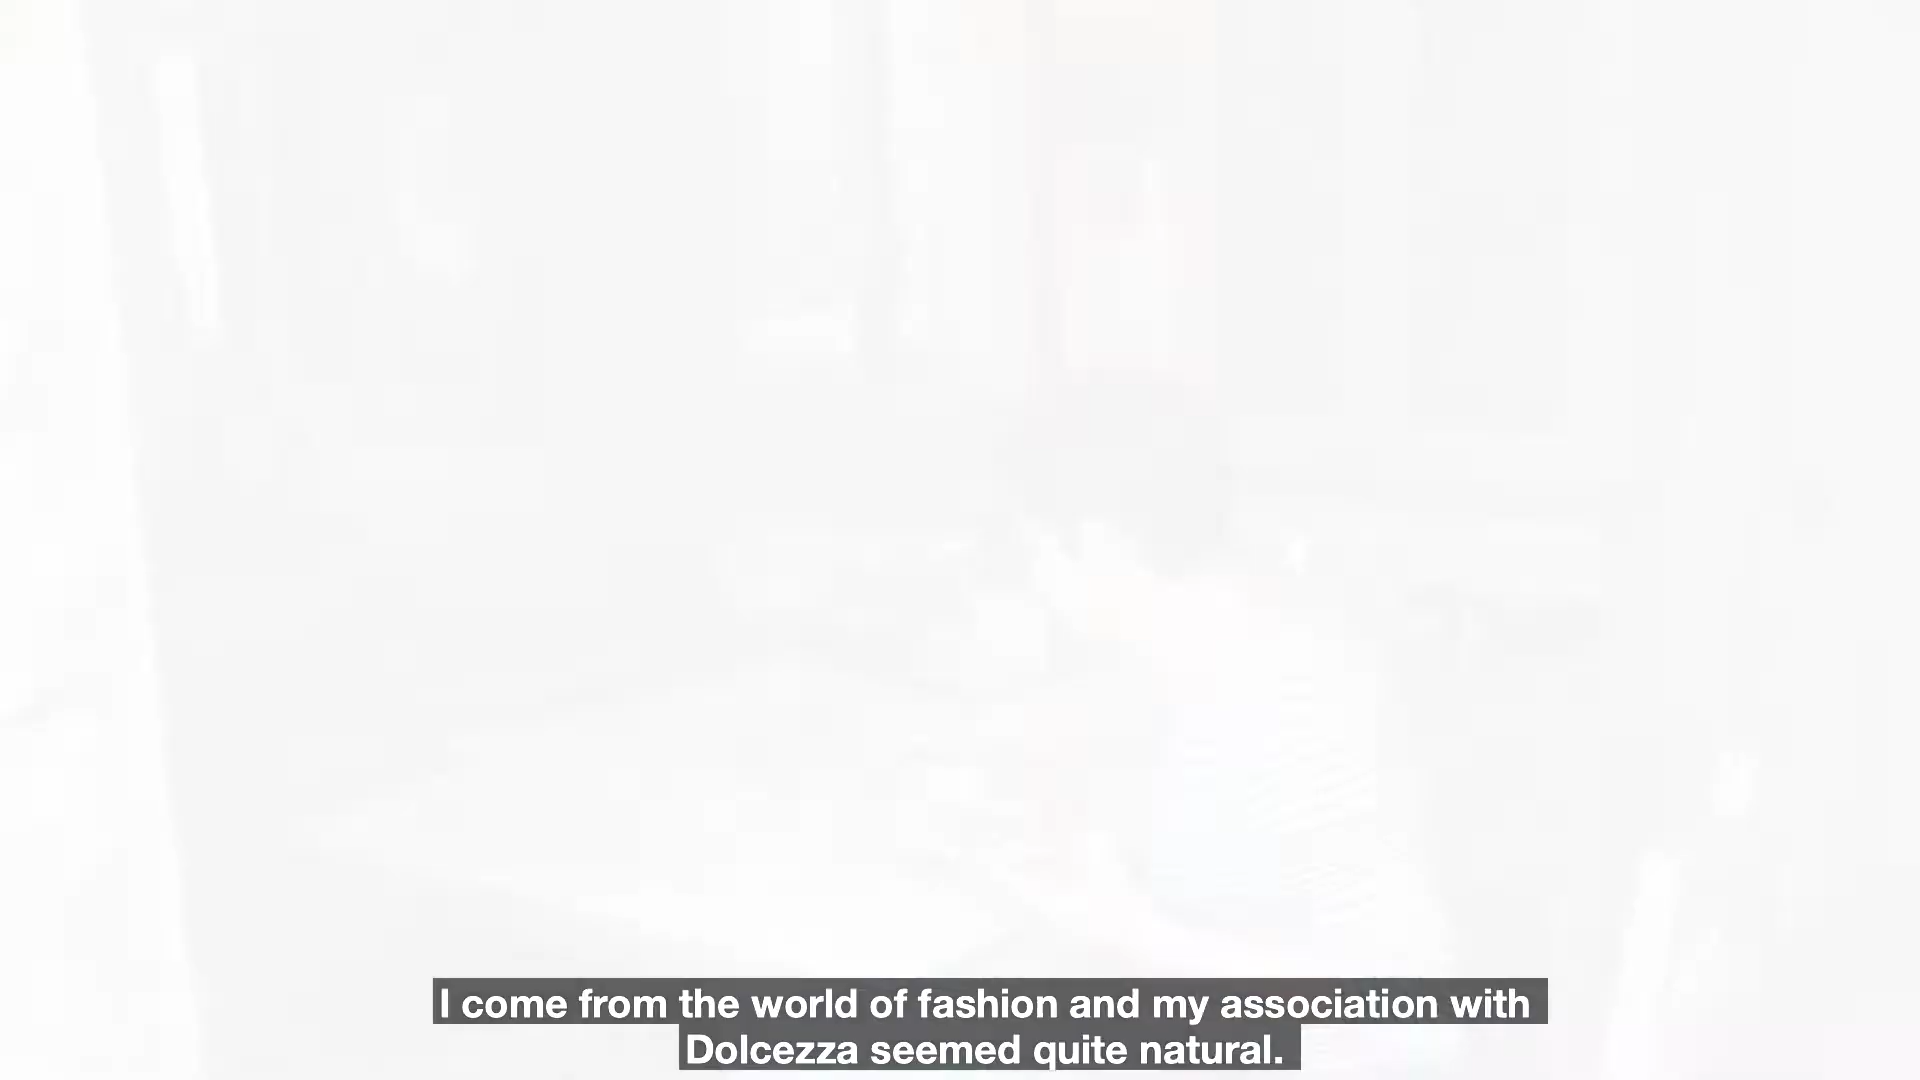 I come from the world of fashion and my association with
Dolcezza seemed quite natural.